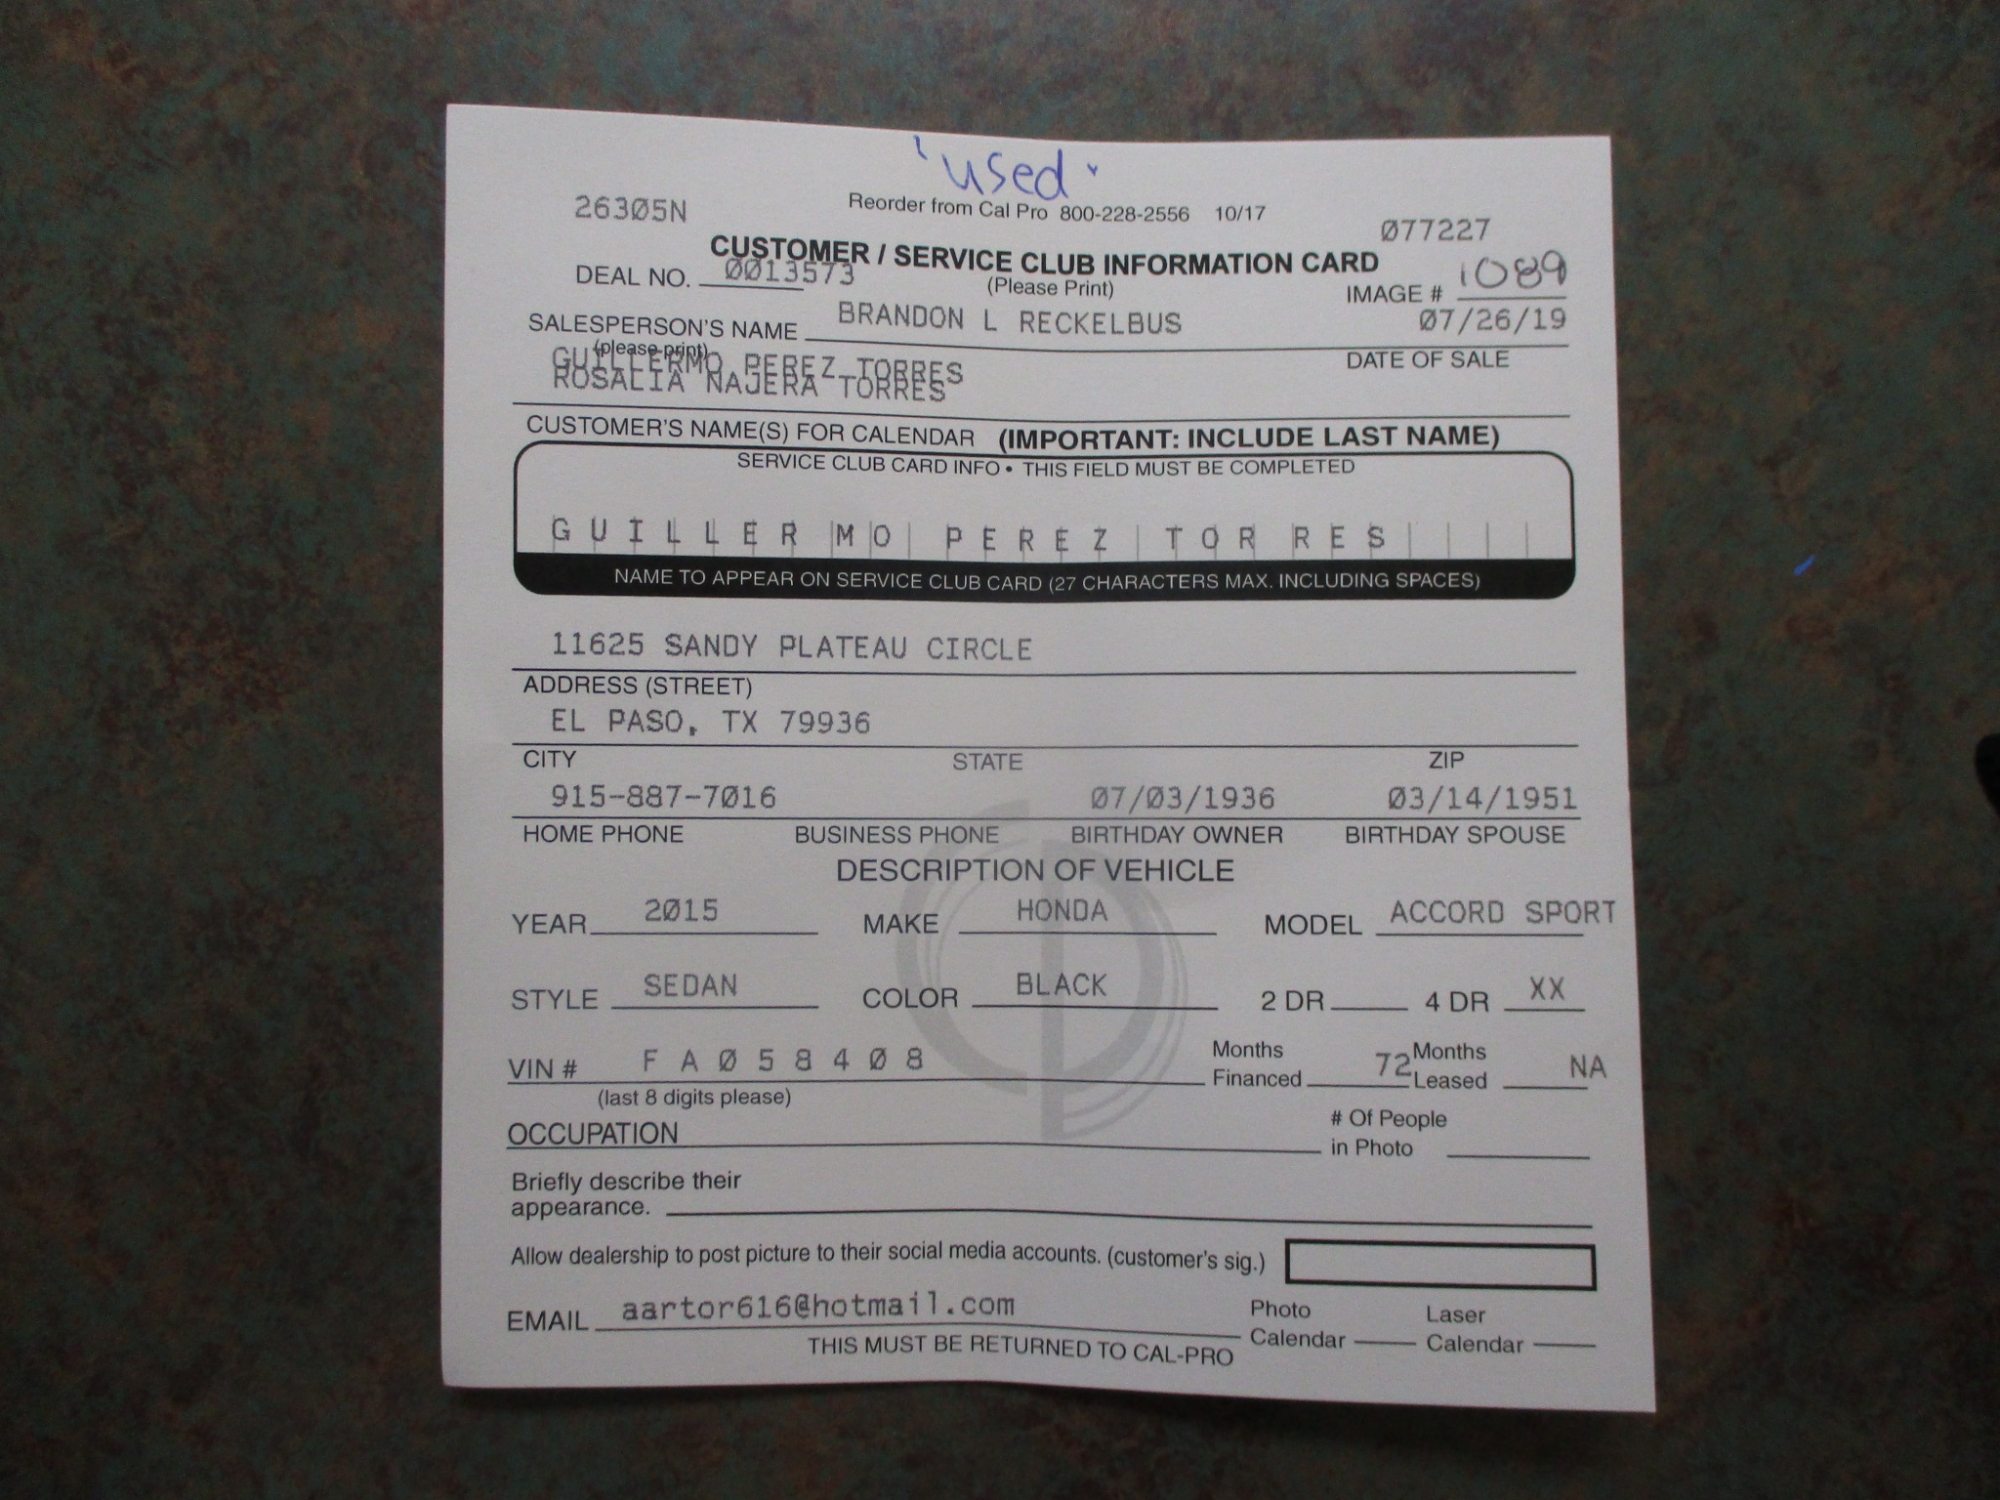 'used'
Reorder from Cal Pro 800-228-2556 10/17
26305N
077227
CUSTOMER / SERVICE CLUB INFORMATION CARD
DEAL NO. 0013573
(Please Print)
IMAGE # 1089
SALESPERSON'S NAME BRANDON L RECKELBUS
07/26/19
(please print)
DATE OF SALE
GUILLERMO PEREZ TORRES
ROSALIA NAJERA TORRES
CUSTOMER'S NAME(S) FOR CALENDAR (IMPORTANT: INCLUDE LAST NAME)
SERVICE CLUB CARD INFO • THIS FIELD MUST BE COMPLETED
GUILLERMO PEREZ TORRES
NAME TO APPEAR ON SERVICE CLUB CARD (27 CHARACTERS MAX. INCLUDING SPACES)
11625 SANDY PLATEAU CIRCLE
ADDRESS (STREET)
EL PASO, TX 79936
CITY STATE ZIP
915-887-7016 07/03/1936 03/14/1951
HOME PHONE BUSINESS PHONE BIRTHDAY OWNER BIRTHDAY SPOUSE
DESCRIPTION OF VEHICLE
YEAR 2015 MAKE HONDA MODEL ACCORD SPORT
STYLE SEDAN COLOR BLACK 2 DR 4 DR XX
VIN # FA058408 Months Financed 72 Months Leased NA
(last 8 digits please)
OCCUPATION # Of People in Photo
Briefly describe their
appearance.
Allow dealership to post picture to their social media accounts. (customer's sig.)
EMAIL aartor616@hotmail.com Photo Calendar Laser Calendar
THIS MUST BE RETURNED TO CAL-PRO